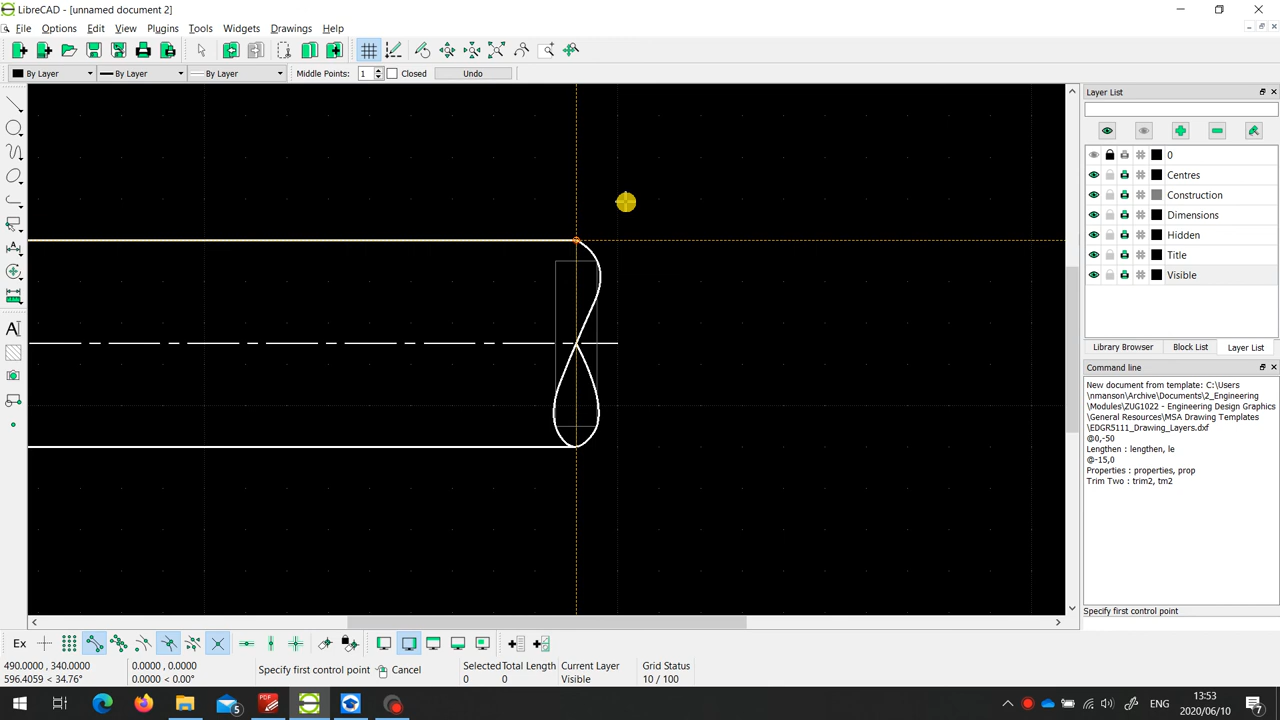 LibreCAD - [unnamed document 2]
File Options Edit View Plugins Tools Widgets Drawings Help
By Layer By Layer By Layer Middle Points: 1 Closed Undo
Layer List
0
Centres
Construction
Dimensions
Hidden
Title
Visible
Library Browser Block List Layer List
Command line
New document from template: C:\Users
\nmanson\Archive\Documents\2_Engineering
\Modules\ZUG1022 - Engineering Design Graphics
\General Resources\MSA Drawing Templates
\EDGR5111_Drawing_Layers.dxf
@0,-50
Lengthen : lengthen, le
@-15,0
Properties : properties, prop
Trim Two : trim2, tm2
Specify first control point
Ex
490.0000 , 340.0000
596.4059 < 34.76°
0.0000 , 0.0000
0.0000 < 0.00°
Specify first control point Cancel
Selected Total Length
0 0
Current Layer
Visible
Grid Status
10 / 100
5
ENG
13:53
2020/06/10
7